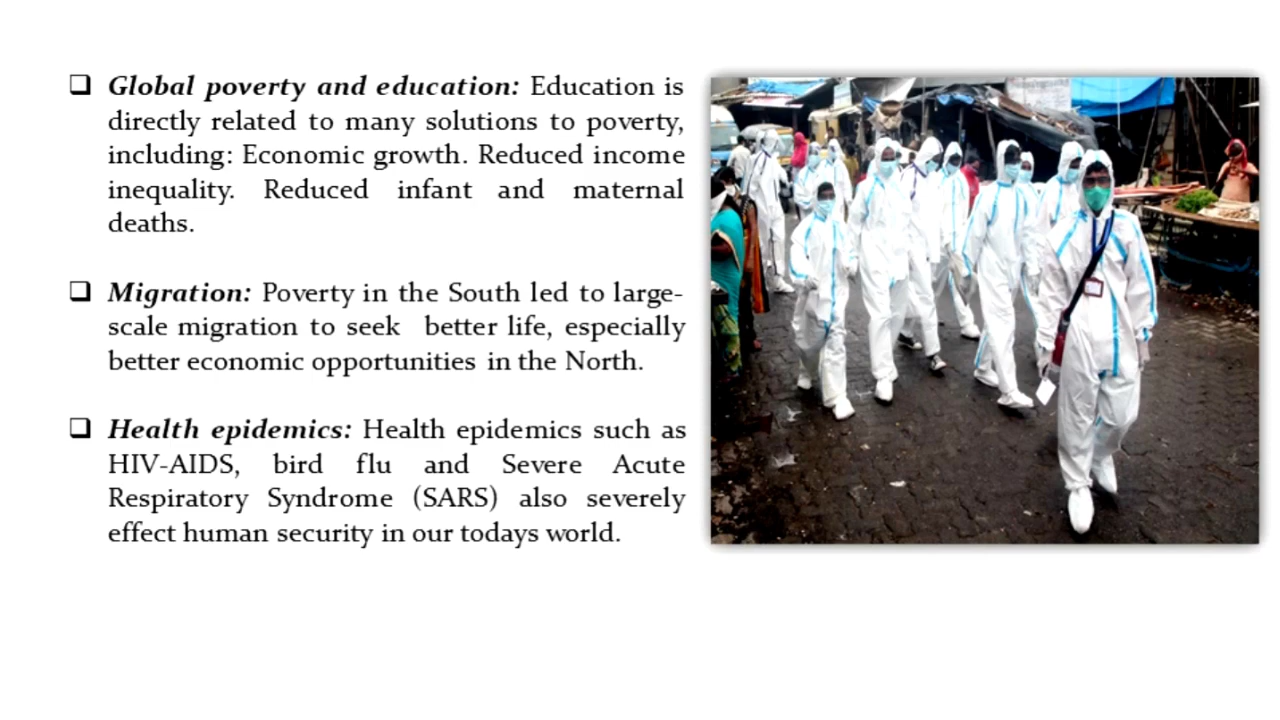 ❑ Global poverty and education: Education is
directly related to many solutions to poverty,
including: Economic growth. Reduced income
inequality. Reduced infant and maternal
deaths.
❑ Migration: Poverty in the South led to large-
scale migration to seek better life, especially
better economic opportunities in the North.
❑ Health epidemics: Health epidemics such as
HIV-AIDS, bird flu and Severe Acute
Respiratory Syndrome (SARS) also severely
effect human security in our todays world.